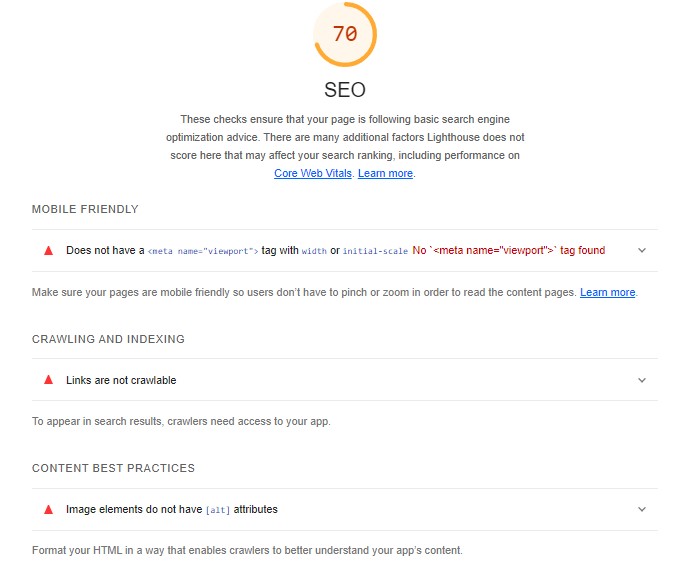 70
SEO
These checks ensure that your page is following basic search engine
optimization advice. There are many additional factors Lighthouse does not
score here that may affect your search ranking, including performance on
Core Web Vitals. Learn more.
MOBILE FRIENDLY
Does not have a <meta name="viewport"> tag with width or initial-scale No `<meta name="viewport">` tag found
Make sure your pages are mobile friendly so users don’t have to pinch or zoom in order to read the content pages. Learn more.
CRAWLING AND INDEXING
Links are not crawlable
To appear in search results, crawlers need access to your app.
CONTENT BEST PRACTICES
Image elements do not have [alt] attributes
Format your HTML in a way that enables crawlers to better understand your app’s content.